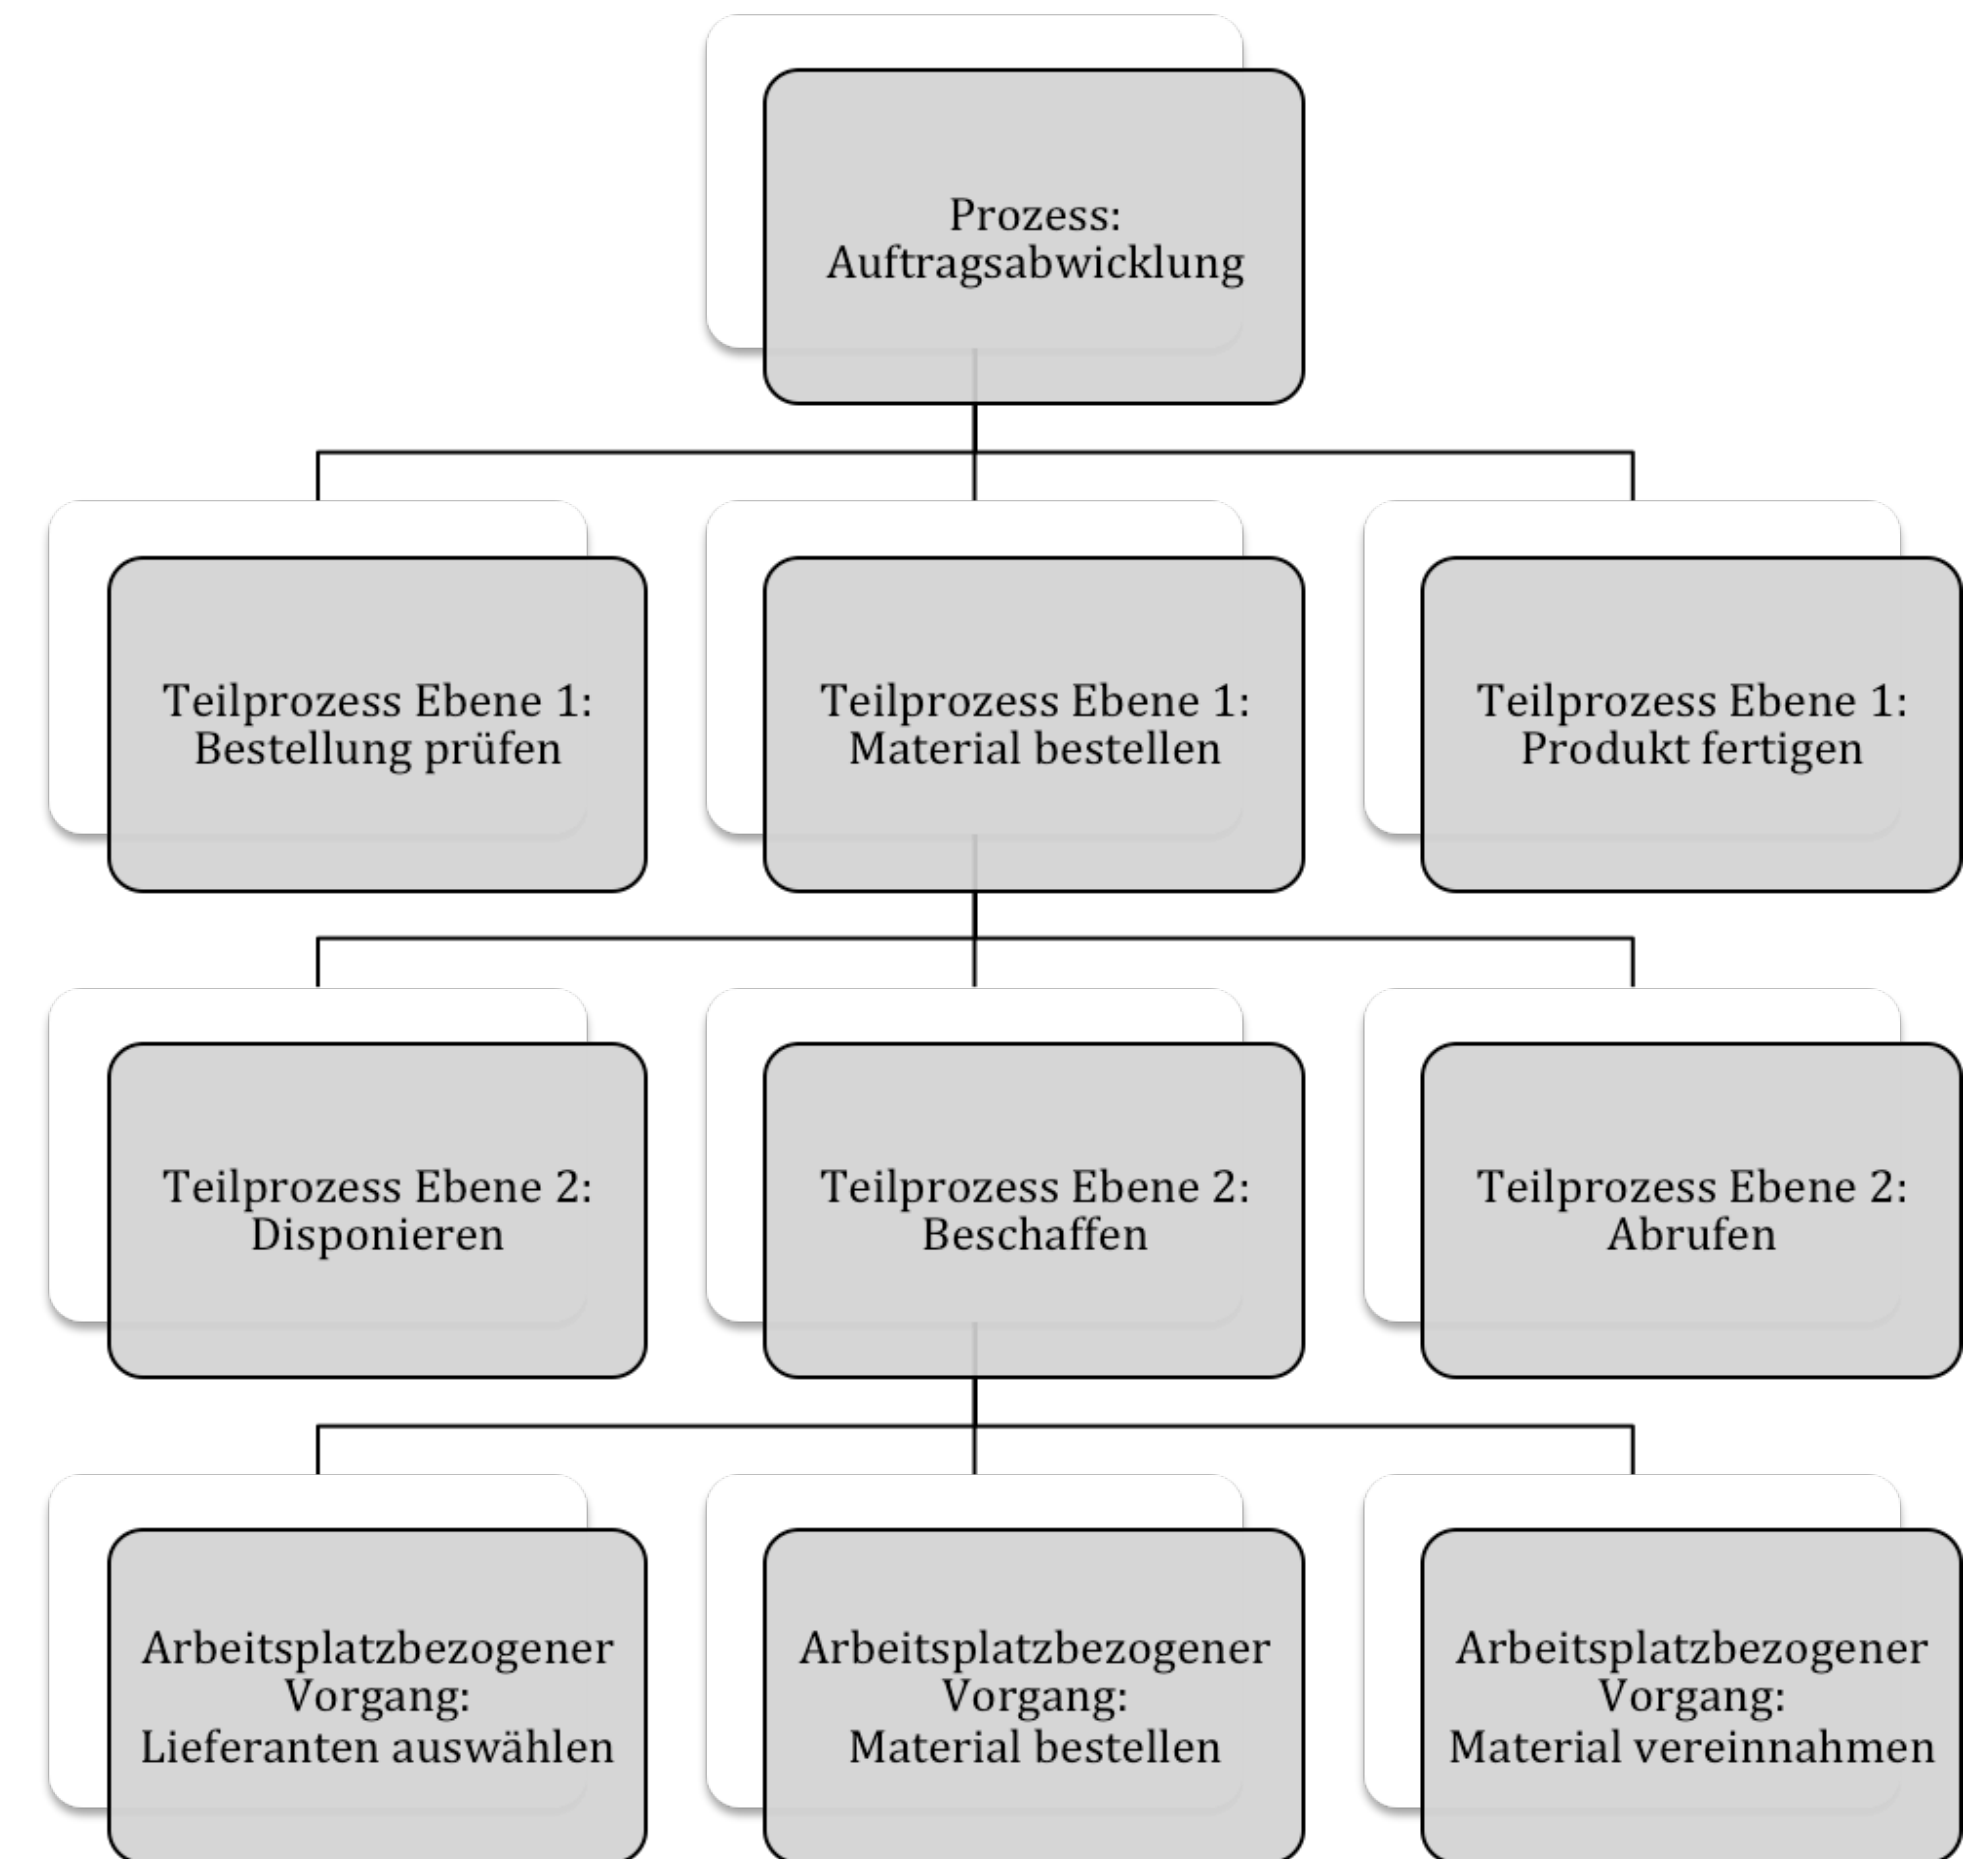 Prozess:
Auftragsabwicklung
Teilprozess Ebene 1:
Bestellung prüfen
Teilprozess Ebene 1:
Material bestellen
Teilprozess Ebene 1:
Produkt fertigen
Teilprozess Ebene 2:
Disponieren
Teilprozess Ebene 2:
Beschaffen
Teilprozess Ebene 2:
Abrufen
Arbeitsplatzbezogener
Vorgang:
Lieferanten auswählen
Arbeitsplatzbezogener
Vorgang:
Material bestellen
Arbeitsplatzbezogener
Vorgang:
Material vereinnahmen